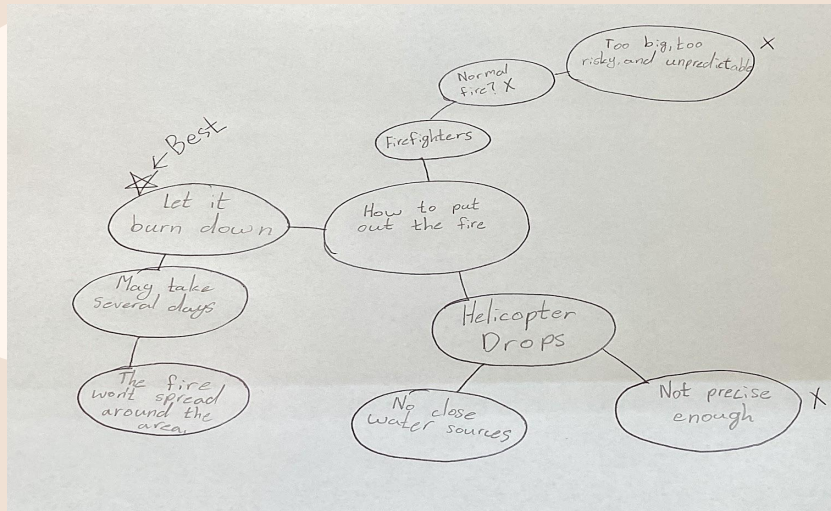 Too big, too
risky, and unpredictable
X
Normal
fire? X
Firefighters
Best
Let it
burn down
How to put
out the fire
May take
several days
Helicopter
Drops
The fire
won't spread
around the
area.
No close
water sources
Not precise
enough
X